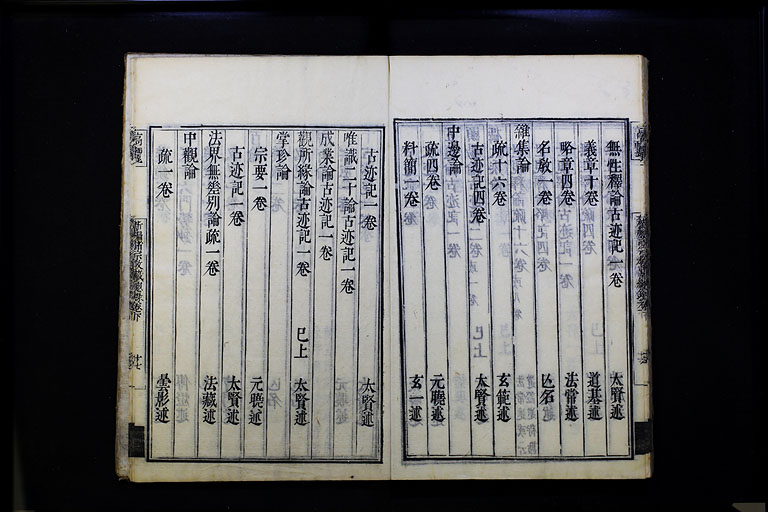 無性釋論古迹記一卷 太賢述
義章十卷 道基述
略章四卷 法常述
名數一卷 亡名
雜集論
疏十六卷 玄範述
古迹記四卷 太賢述
中邊論
疏四卷 元曉述
料簡一卷 玄一述
古迹記一卷 太賢述
唯識二十論古迹記一卷
成業論古迹記一卷
觀所緣論古迹記一卷 已上 太賢述
掌珍論
宗要一卷 元曉述
古迹記一卷 太賢述
法界無差別論疏一卷 法藏述
中觀論
疏一卷 曇影述